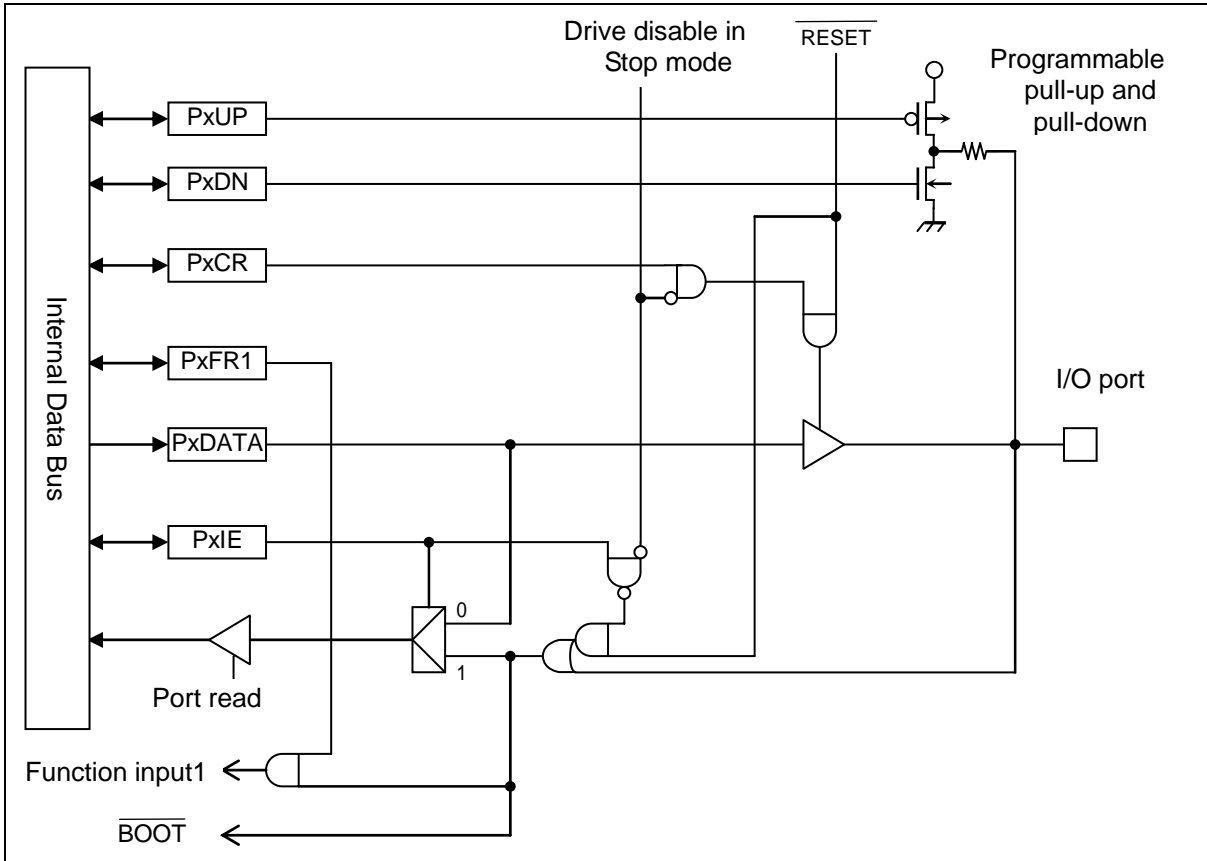 Drive disable in
Stop mode
RESET
Programmable
pull-up and
pull-down
PxUP
PxDN
PxCR
Internal Data Bus
PxFR1
I/O port
PxDATA
PxIE
0
1
Port read
Function input1
BOOT